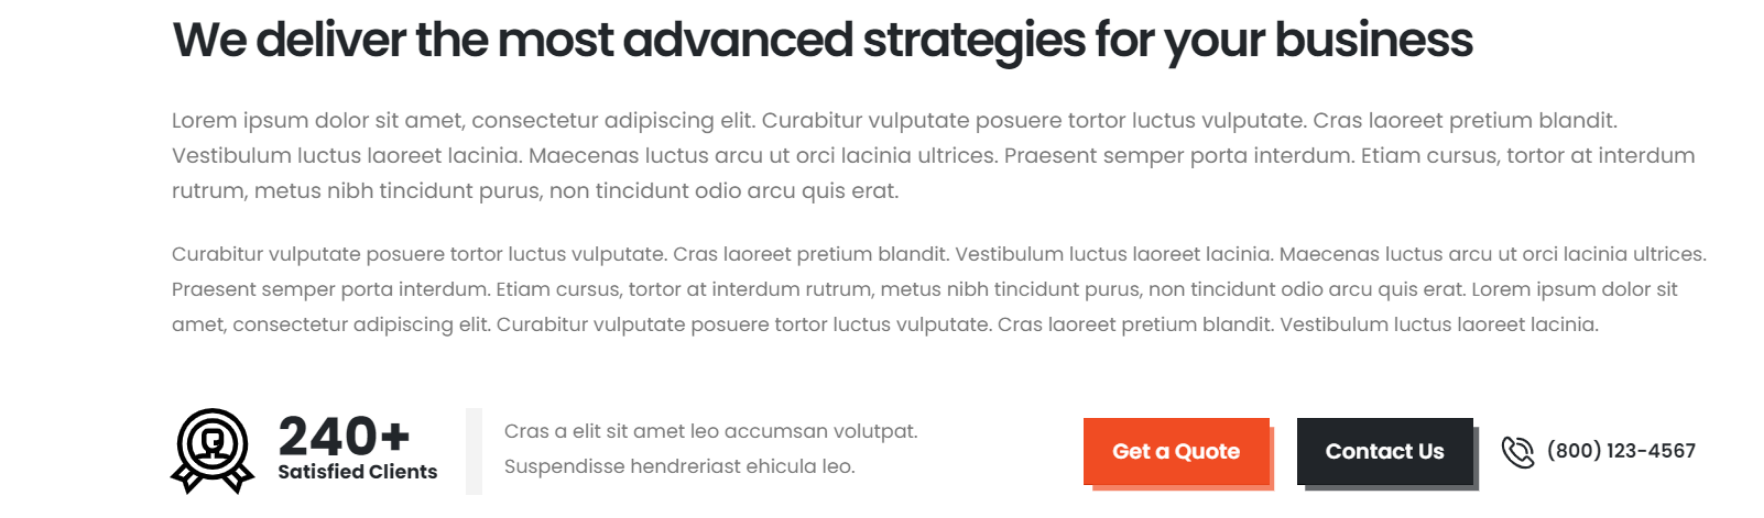 We deliver the most advanced strategies for your business
Lorem ipsum dolor sit amet, consectetur adipiscing elit. Curabitur vulputate posuere tortor luctus vulputate. Cras laoreet pretium blandit.
Vestibulum luctus laoreet lacinia. Maecenas luctus arcu ut orci lacinia ultrices. Praesent semper porta interdum. Etiam cursus, tortor at interdum
rutrum, metus nibh tincidunt purus, non tincidunt odio arcu quis erat.
Curabitur vulputate posuere tortor luctus vulputate. Cras laoreet pretium blandit. Vestibulum luctus laoreet lacinia. Maecenas luctus arcu ut orci lacinia ultrices.
Praesent semper porta interdum. Etiam cursus, tortor at interdum rutrum, metus nibh tincidunt purus, non tincidunt odio arcu quis erat. Lorem ipsum dolor sit
amet, consectetur adipiscing elit. Curabitur vulputate posuere tortor luctus vulputate. Cras laoreet pretium blandit. Vestibulum luctus laoreet lacinia.
240+
Satisfied Clients
Cras a elit sit amet leo accumsan volutpat.
Suspendisse hendreriast ehicula leo.
Get a Quote
Contact Us
(800) 123-4567